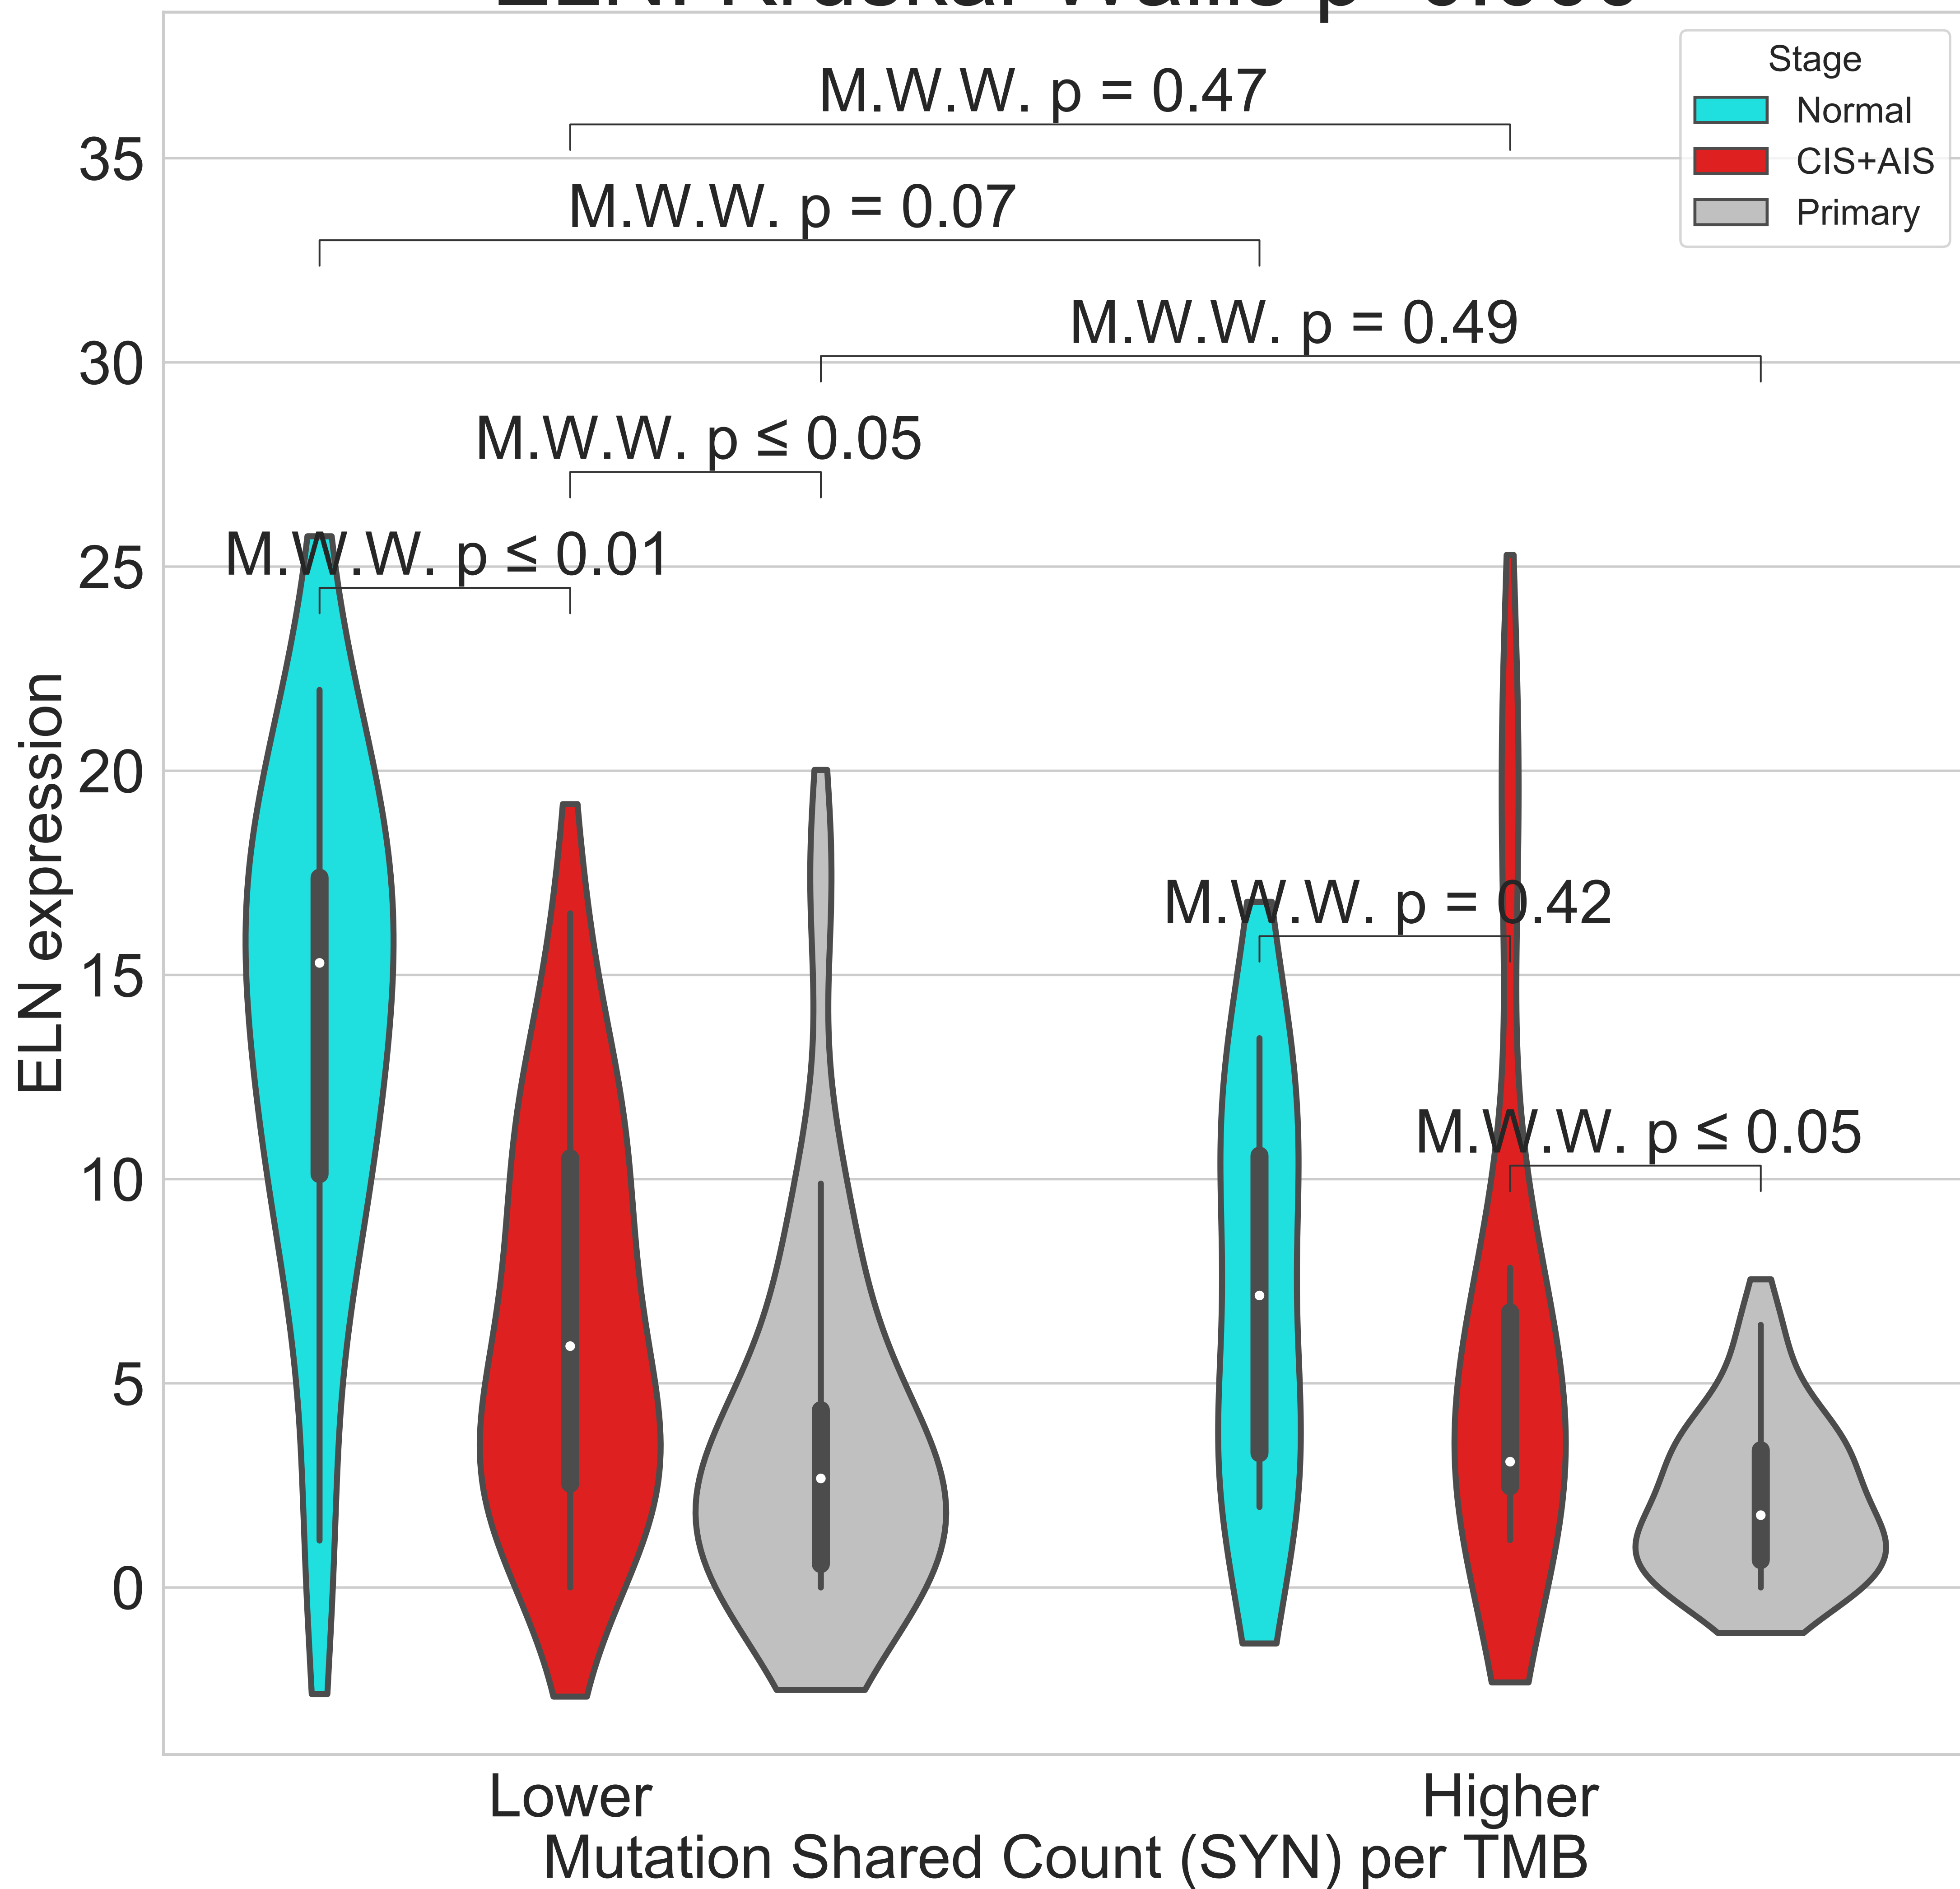 Stage
Normal
CIS+AIS
Primary
M.W.W. p = 0.47
M.W.W. p = 0.07
M.W.W. p = 0.49
M.W.W. p ≤ 0.05
M.W.W. p ≤ 0.01
M.W.W. p = 0.42
M.W.W. p ≤ 0.05
35
30
25
20
15
10
5
0
ELN expression
Lower
Higher
Mutation Shared Count (SYN) per TMB